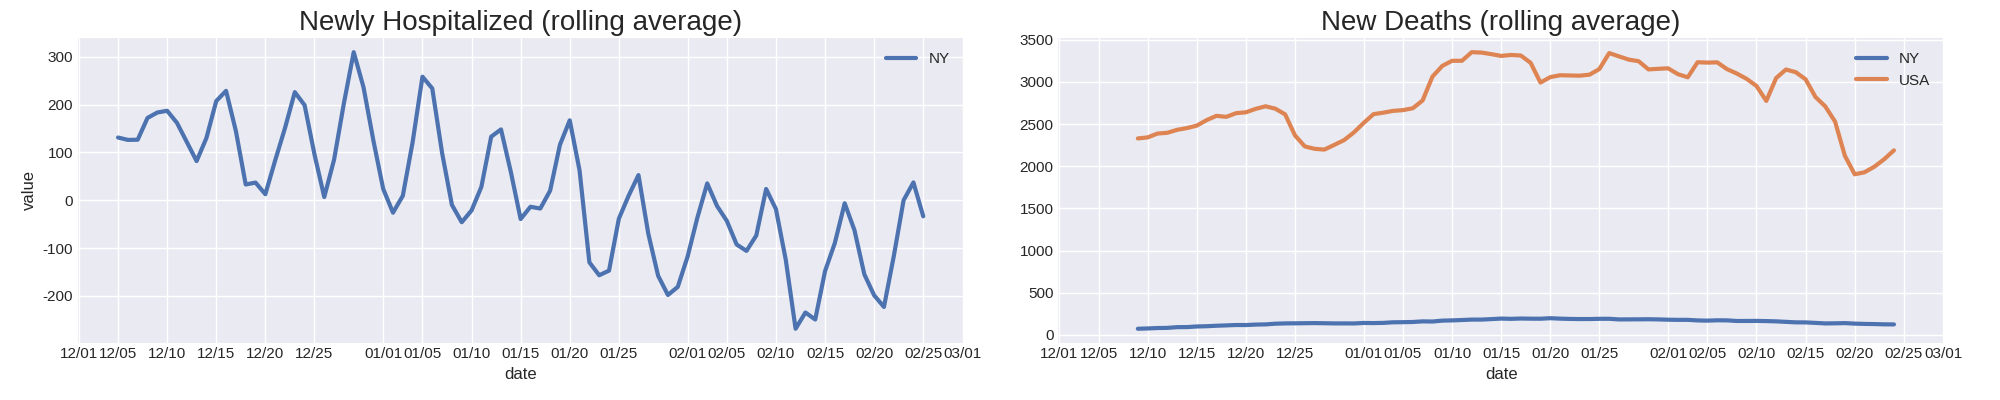 Newly Hospitalized (rolling average)
NY
300
200
100
0
-100
-200
value
12/01 12/05 12/10 12/15 12/20 12/25 01/01 01/05 01/10 01/15 01/20 01/25 02/01 02/05 02/10 02/15 02/20 02/25 03/01
date
New Deaths (rolling average)
NY
USA
3500
3000
2500
2000
1500
1000
500
0
12/01 12/05 12/10 12/15 12/20 12/25 01/01 01/05 01/10 01/15 01/20 01/25 02/01 02/05 02/10 02/15 02/20 02/25 03/01
date